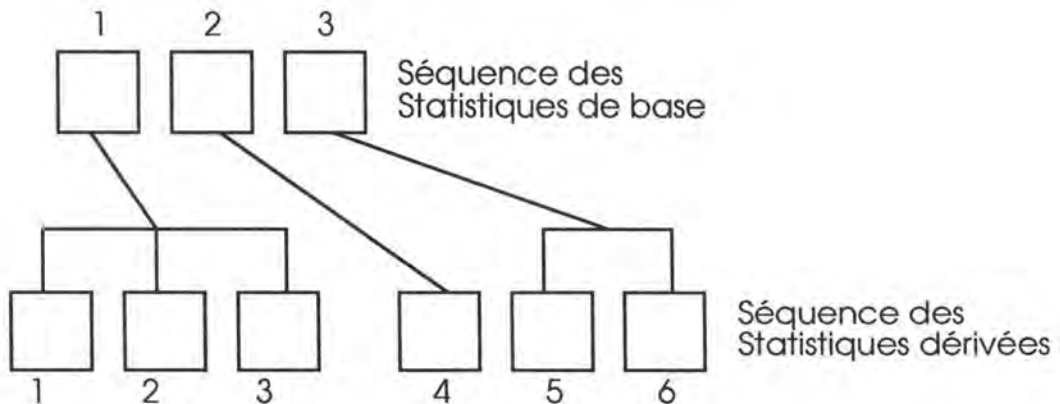 1 2 3
Séquence des
Statistiques de base
Séquence des
Statistiques dérivées
1 2 3 4 5 6